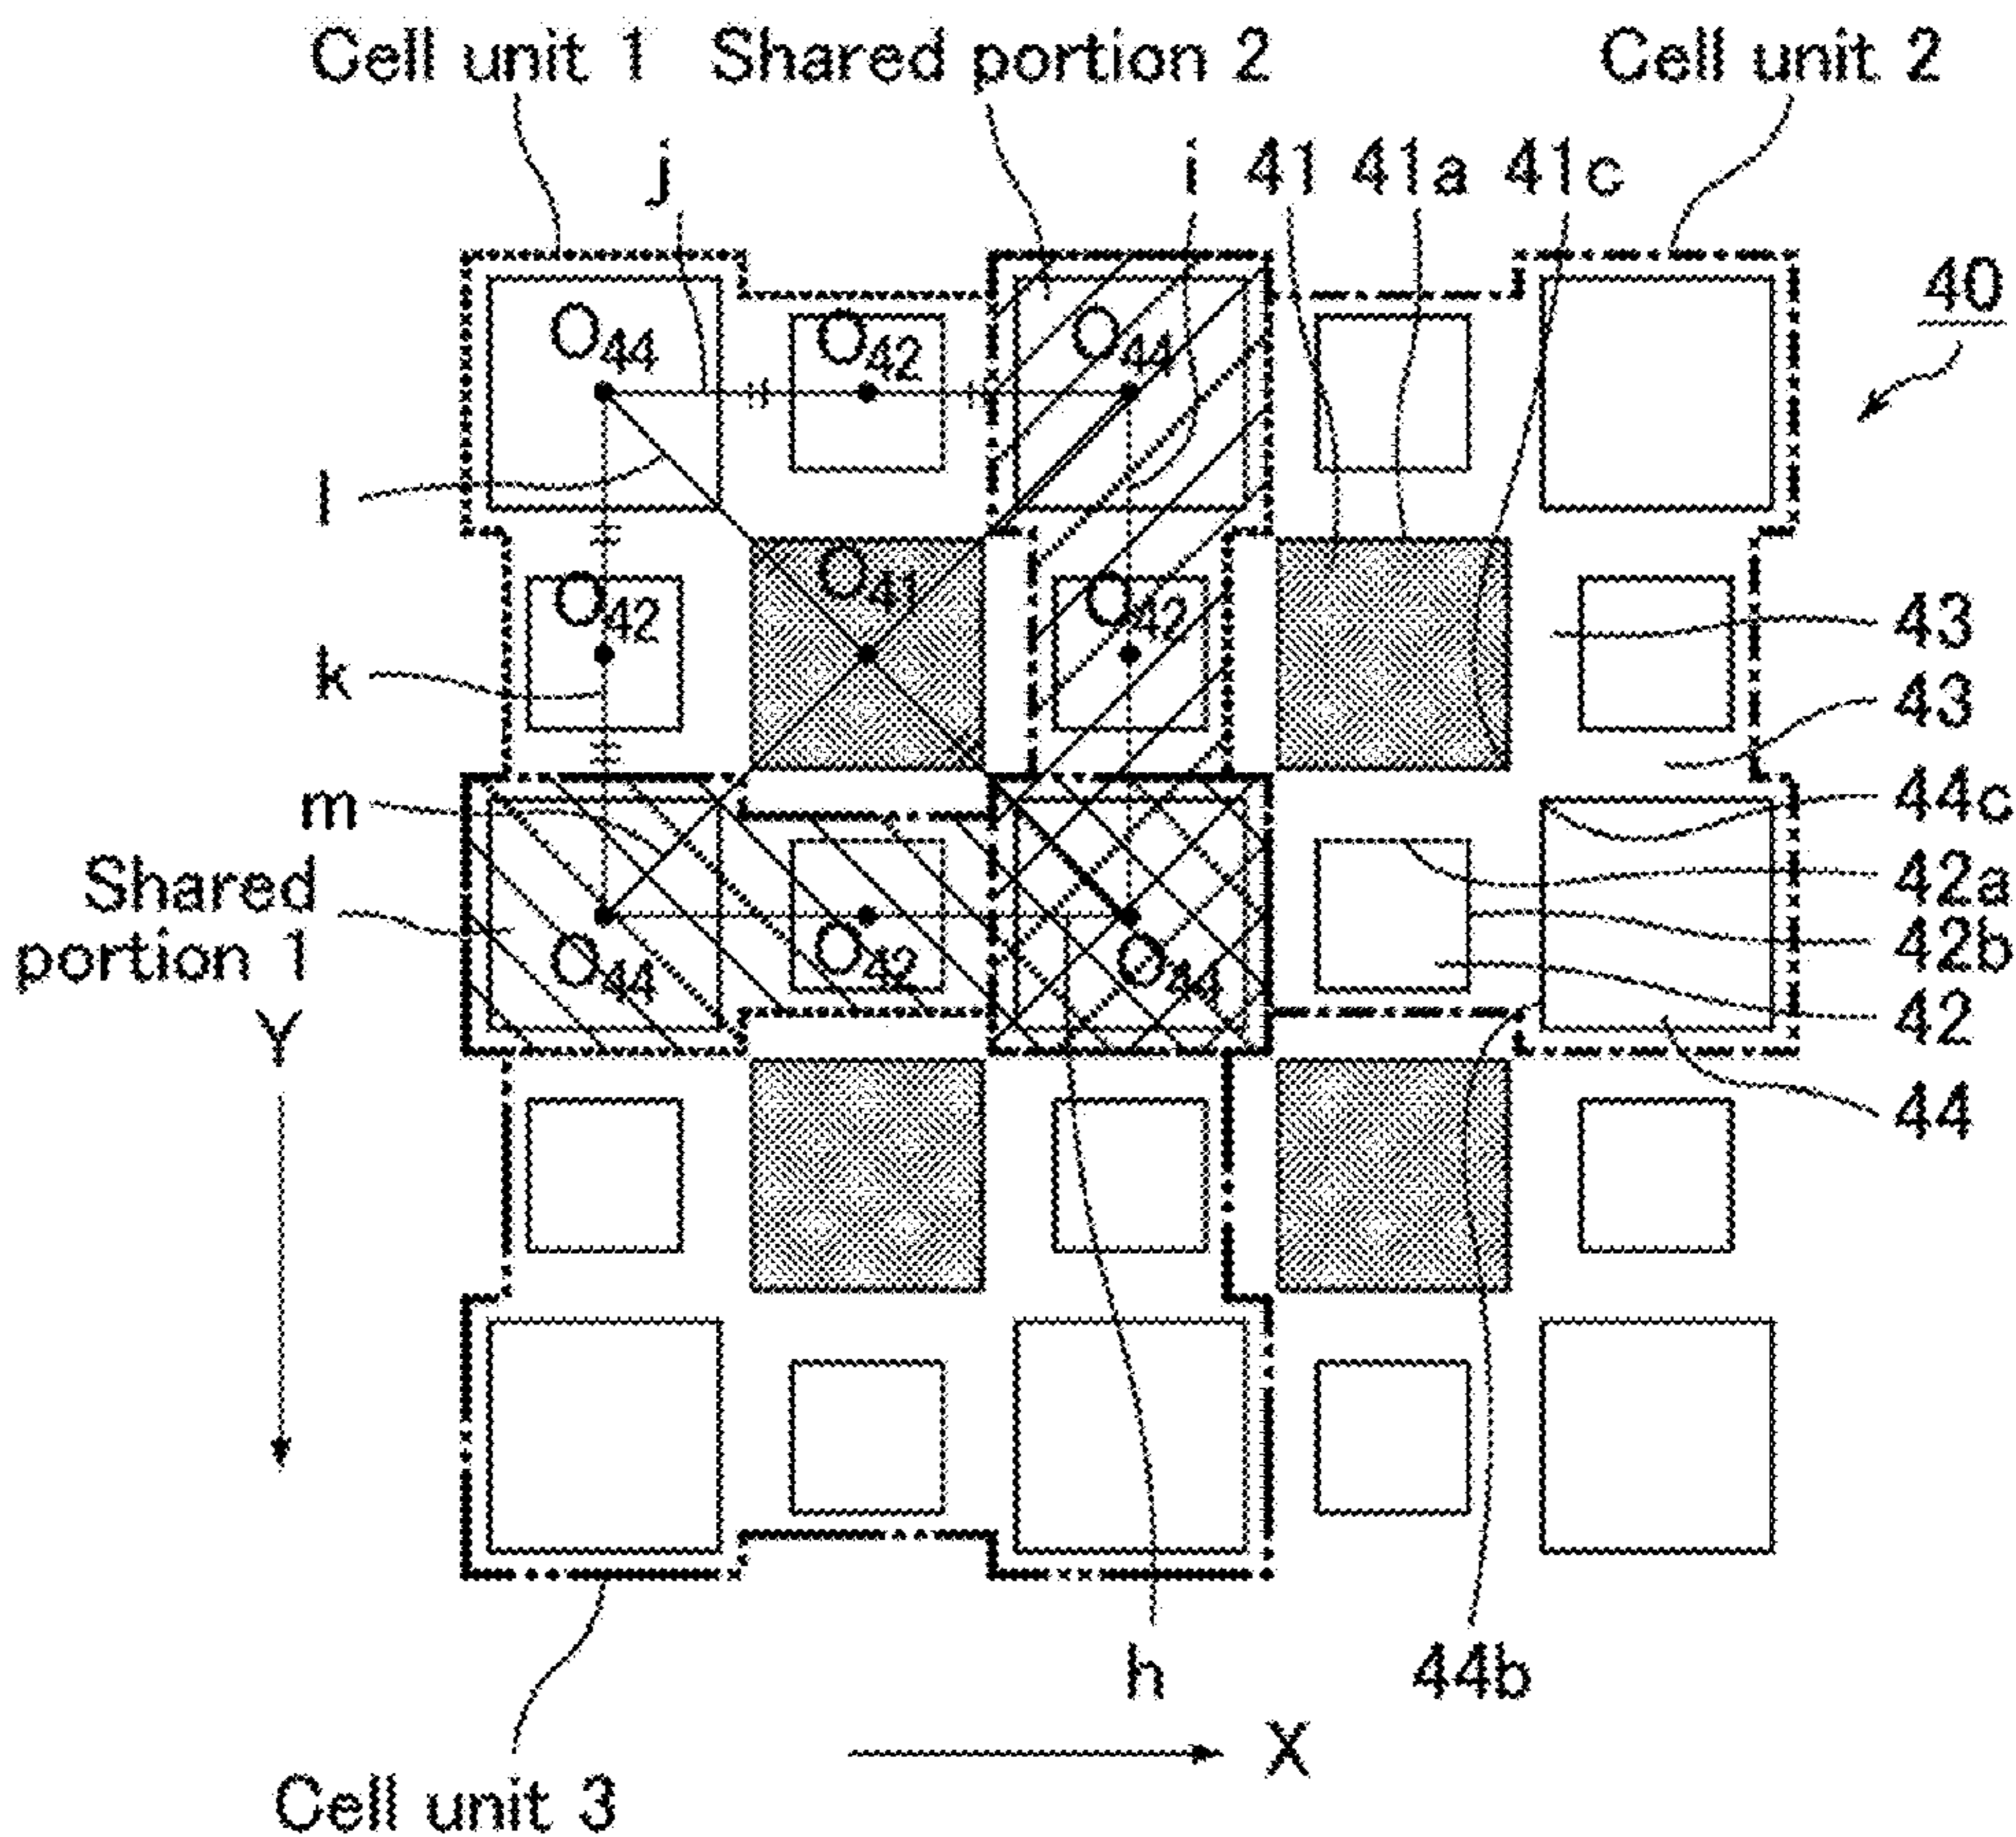 Cell unit 1 Shared portion 2 Cell unit 2
j i 41 41a 41c
40
O44 O42 O44
l
O42 O41 O42
43
k
43
m
44c
Shared
portion 1
42a
42b
O44 O42 O44
42
Y
44
h 44b
X
Cell unit 3